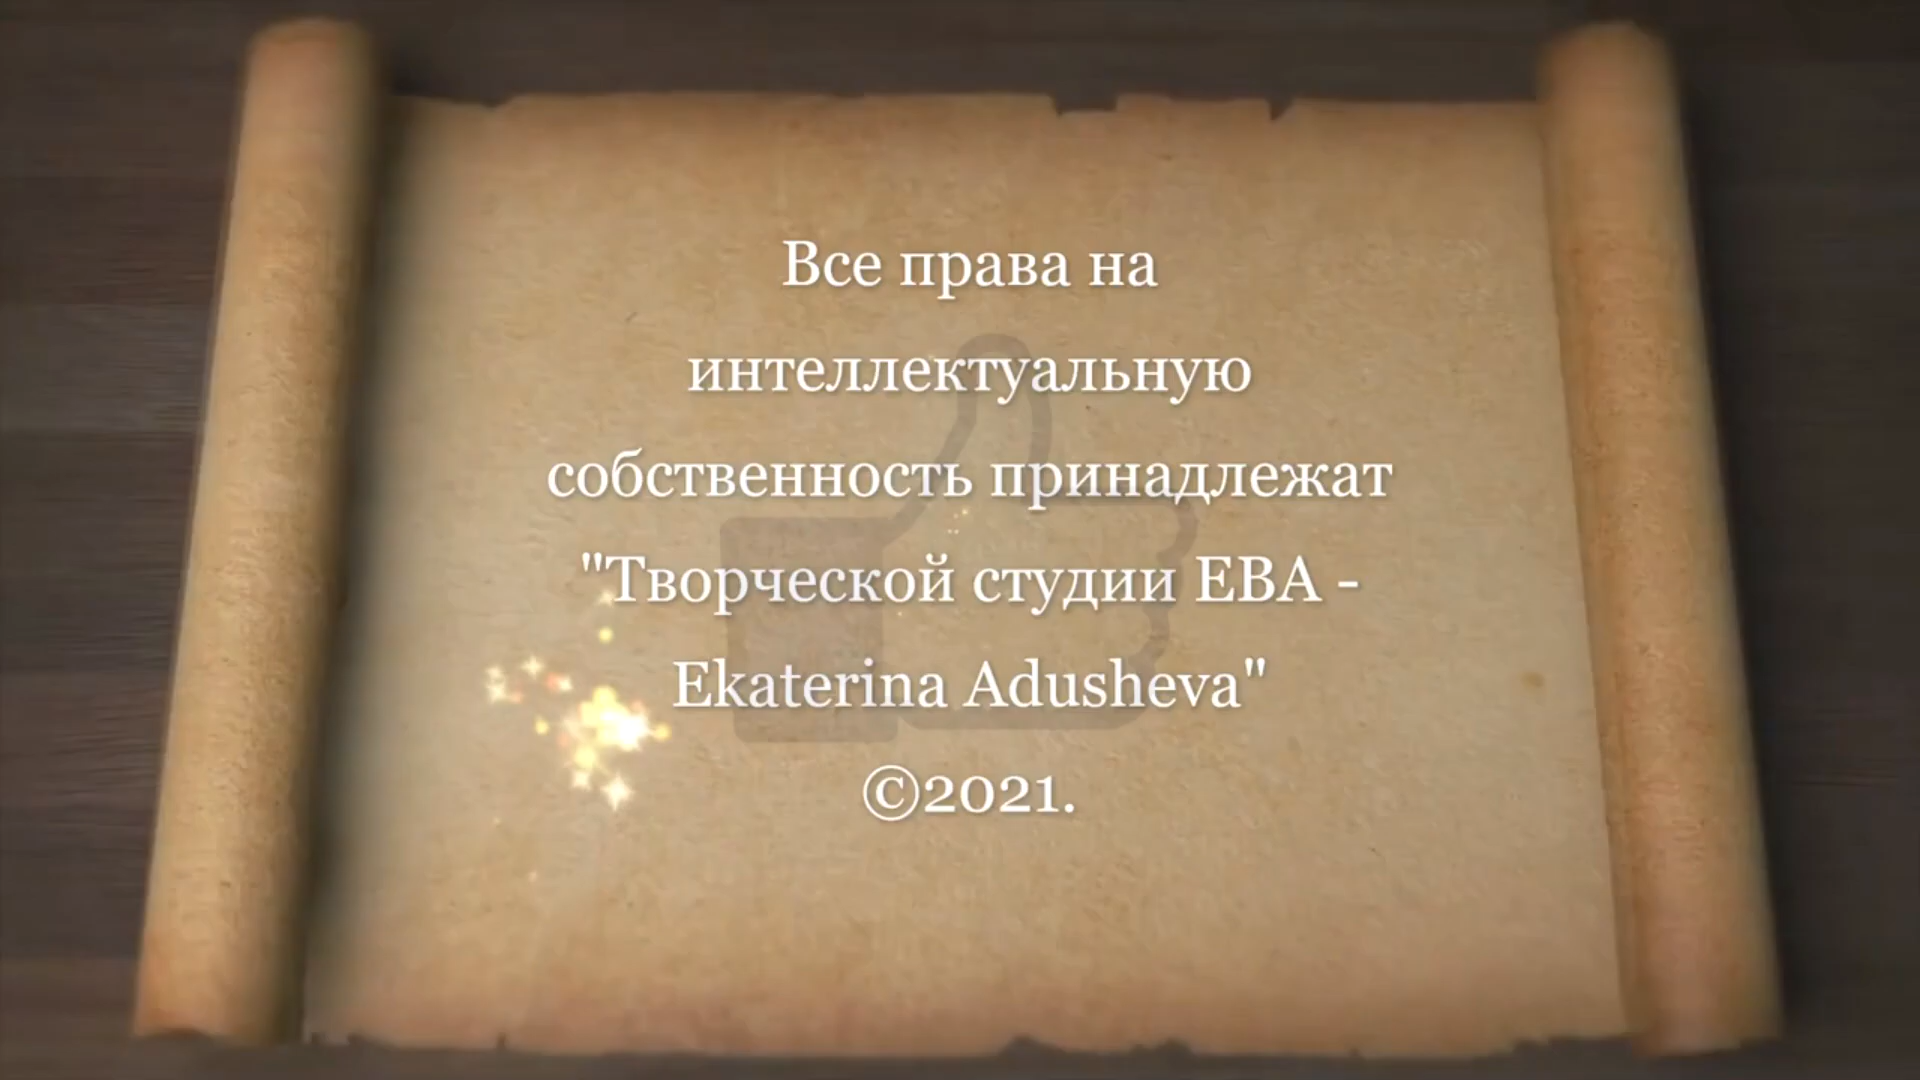 Все права на
интеллектуальную
собственность принадлежат
"Творческой студии ЕВА -
Ekaterina Adusheva"
©2021.